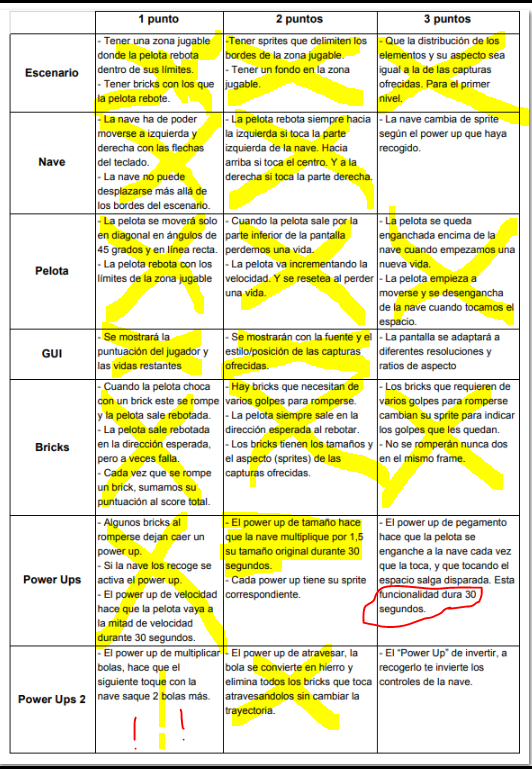 1 punto
2 puntos
3 puntos
Escenario
- Tener una zona jugable
donde la pelota rebota
dentro de sus límites.
- Tener bricks con los que
la pelota rebote.
-Tener sprites que delimiten los
bordes de la zona jugable.
- Tener un fondo en la zona
jugable.
- Que la distribución de los
elementos y su aspecto sea
igual a la de las capturas
ofrecidas. Para el primer
nivel.
Nave
- La nave ha de poder
moverse a izquierda y
derecha con las flechas
del teclado.
- La nave no puede
desplazarse más allá de
los bordes del escenario.
- La pelota rebota siempre hacia
la izquierda si toca la parte
izquierda de la nave. Hacia
arriba si toca el centro. Y a la
derecha si toca la parte derecha.
- La nave cambia de sprite
según el power up que haya
recogido.
Pelota
- La pelota se moverá solo
en diagonal en ángulos de
45 grados y en línea recta.
- La pelota rebota con los
límites de la zona jugable
- Cuando la pelota sale por la
parte inferior de la pantalla
perdemos una vida.
- La pelota va incrementando la
velocidad. Y se resetea al perder
una vida.
- La pelota se queda
enganchada encima de la
nave cuando empezamos una
nueva vida.
- La pelota empieza a
moverse y se desengancha
de la nave cuando tocamos el
espacio.
GUI
- Se mostrará la
puntuación del jugador y
las vidas restantes
- Se mostrarán con la fuente y el
estilo/posición de las capturas
ofrecidas.
- La pantalla se adaptará a
diferentes resoluciones y
ratios de aspecto
Bricks
- Cuando la pelota choca
con un brick este se rompe
y la pelota sale rebotada.
- La pelota sale rebotada
en la dirección esperada,
pero a veces falla.
- Cada vez que se rompe
un brick, sumamos su
puntuación al score total.
- Hay bricks que necesitan de
varios golpes para romperse.
- La pelota siempre sale en la
dirección esperada al rebotar.
- Los bricks tienen los tamaños y
el aspecto (sprites) de las
capturas ofrecidas.
- Los bricks que requieren de
varios golpes para romperse
cambian su sprite para indicar
los golpes que les quedan.
- No se romperán nunca dos
en el mismo frame.
Power Ups
- Algunos bricks al
romperse dejan caer un
power up.
- Si la nave los recoge se
activa el power up.
- El power up de velocidad
hace que la pelota vaya a
la mitad de velocidad
durante 30 segundos.
- El power up de tamaño hace
que la nave multiplique por 1,5
su tamaño original durante 30
segundos.
- Cada power up tiene su sprite
correspondiente.
- El power up de pegamento
hace que la pelota se
enganche a la nave cada vez
que la toca, y que tocando el
espacio salga disparada. Esta
funcionalidad dura 30
segundos.
Power Ups 2
- El power up de multiplicar
bolas, hace que el
siguiente toque con la
nave saque 2 bolas más.
- El power up de atravesar, la
bola se convierte en hierro y
elimina todos los bricks que toca
atravesandolos sin cambiar la
trayectoria.
- El "Power Up" de invertir, a
recogerlo te invierte los
controles de la nave.